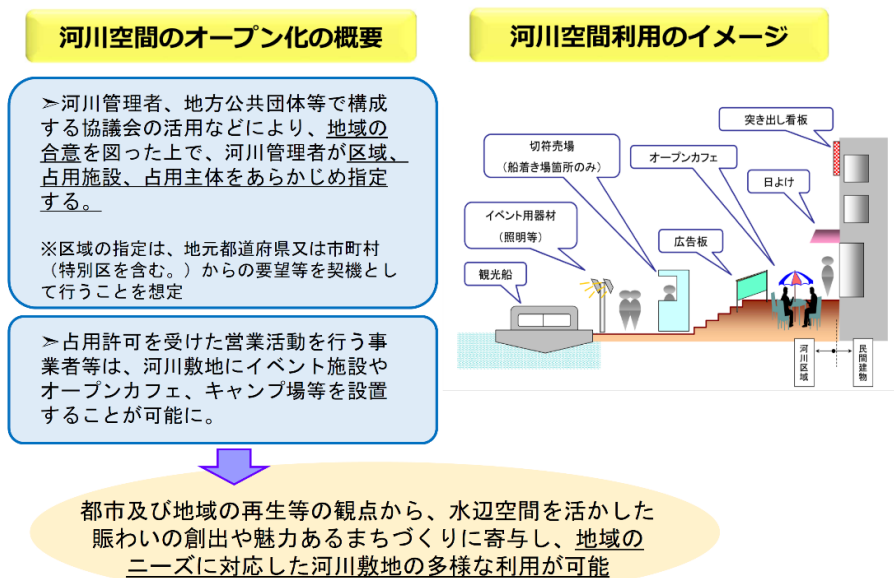 河川空間のオープン化の概要
➣河川管理者、地方公共団体等で構成
する協議会の活用などにより、地域の
合意を図った上で、河川管理者が区域、
占用施設、占用主体をあらかじめ指定
する。
※区域の指定は、地元都道府県又は市町村
（特別区を含む。）からの要望等を契機とし
て行うことを想定
➣占用許可を受けた営業活動を行う事
業者等は、河川敷地にイベント施設や
オープンカフェ、キャンプ場等を設置
することが可能に。
河川空間利用のイメージ
突き出し看板
切符売場
（船着き場箇所のみ）
オープンカフェ
日よけ
イベント用器材
（照明等）
広告板
観光船
河川区域
民間建物
都市及び地域の再生等の観点から、水辺空間を活かした
賑わいの創出や魅力あるまちづくりに寄与し、地域の
ニーズに対応した河川敷地の多様な利用が可能